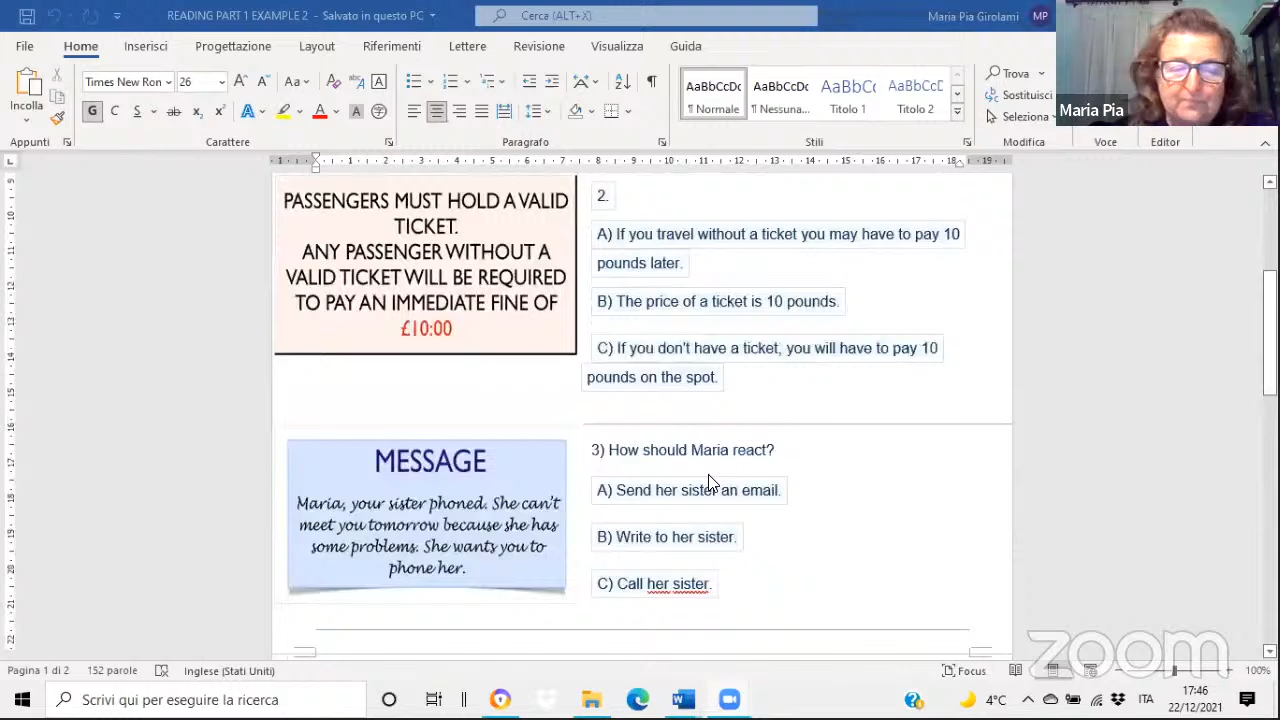 READING PART 1 EXAMPLE 2 - Salvato in questo PC
Cerca (ALT+X)
Maria Pia Girolami
MP
File Home Inserisci Progettazione Layout Riferimenti Lettere Revisione Visualizza Guida
Incolla
Times New Ron
26
Aa
G C S ab x₂ x²
AaBbCcDc AaBbCcDc AaBbCc AaBbCcD
¶ Normale ¶ Nessuna... Titolo 1 Titolo 2
Trova
Sostituisci
Seleziona
Maria Pia
Appunti Carattere Paragrafo Stili Modifica Voce Editor
PASSENGERS MUST HOLD A VALID
TICKET.
ANY PASSENGER WITHOUT A
VALID TICKET WILL BE REQUIRED
TO PAY AN IMMEDIATE FINE OF
£10:00
2.
A) If you travel without a ticket you may have to pay 10
pounds later.
B) The price of a ticket is 10 pounds.
C) If you don't have a ticket, you will have to pay 10
pounds on the spot.
MESSAGE
Maria, your sister phoned. She can't
meet you tomorrow because she has
some problems. She wants you to
phone her.
3) How should Maria react?
A) Send her sister an email.
B) Write to her sister.
C) Call her sister.
zoom
Pagina 1 di 2 152 parole Inglese (Stati Uniti) Focus 100%
Scrivi qui per eseguire la ricerca
4°C
ITA
17:46
22/12/2021